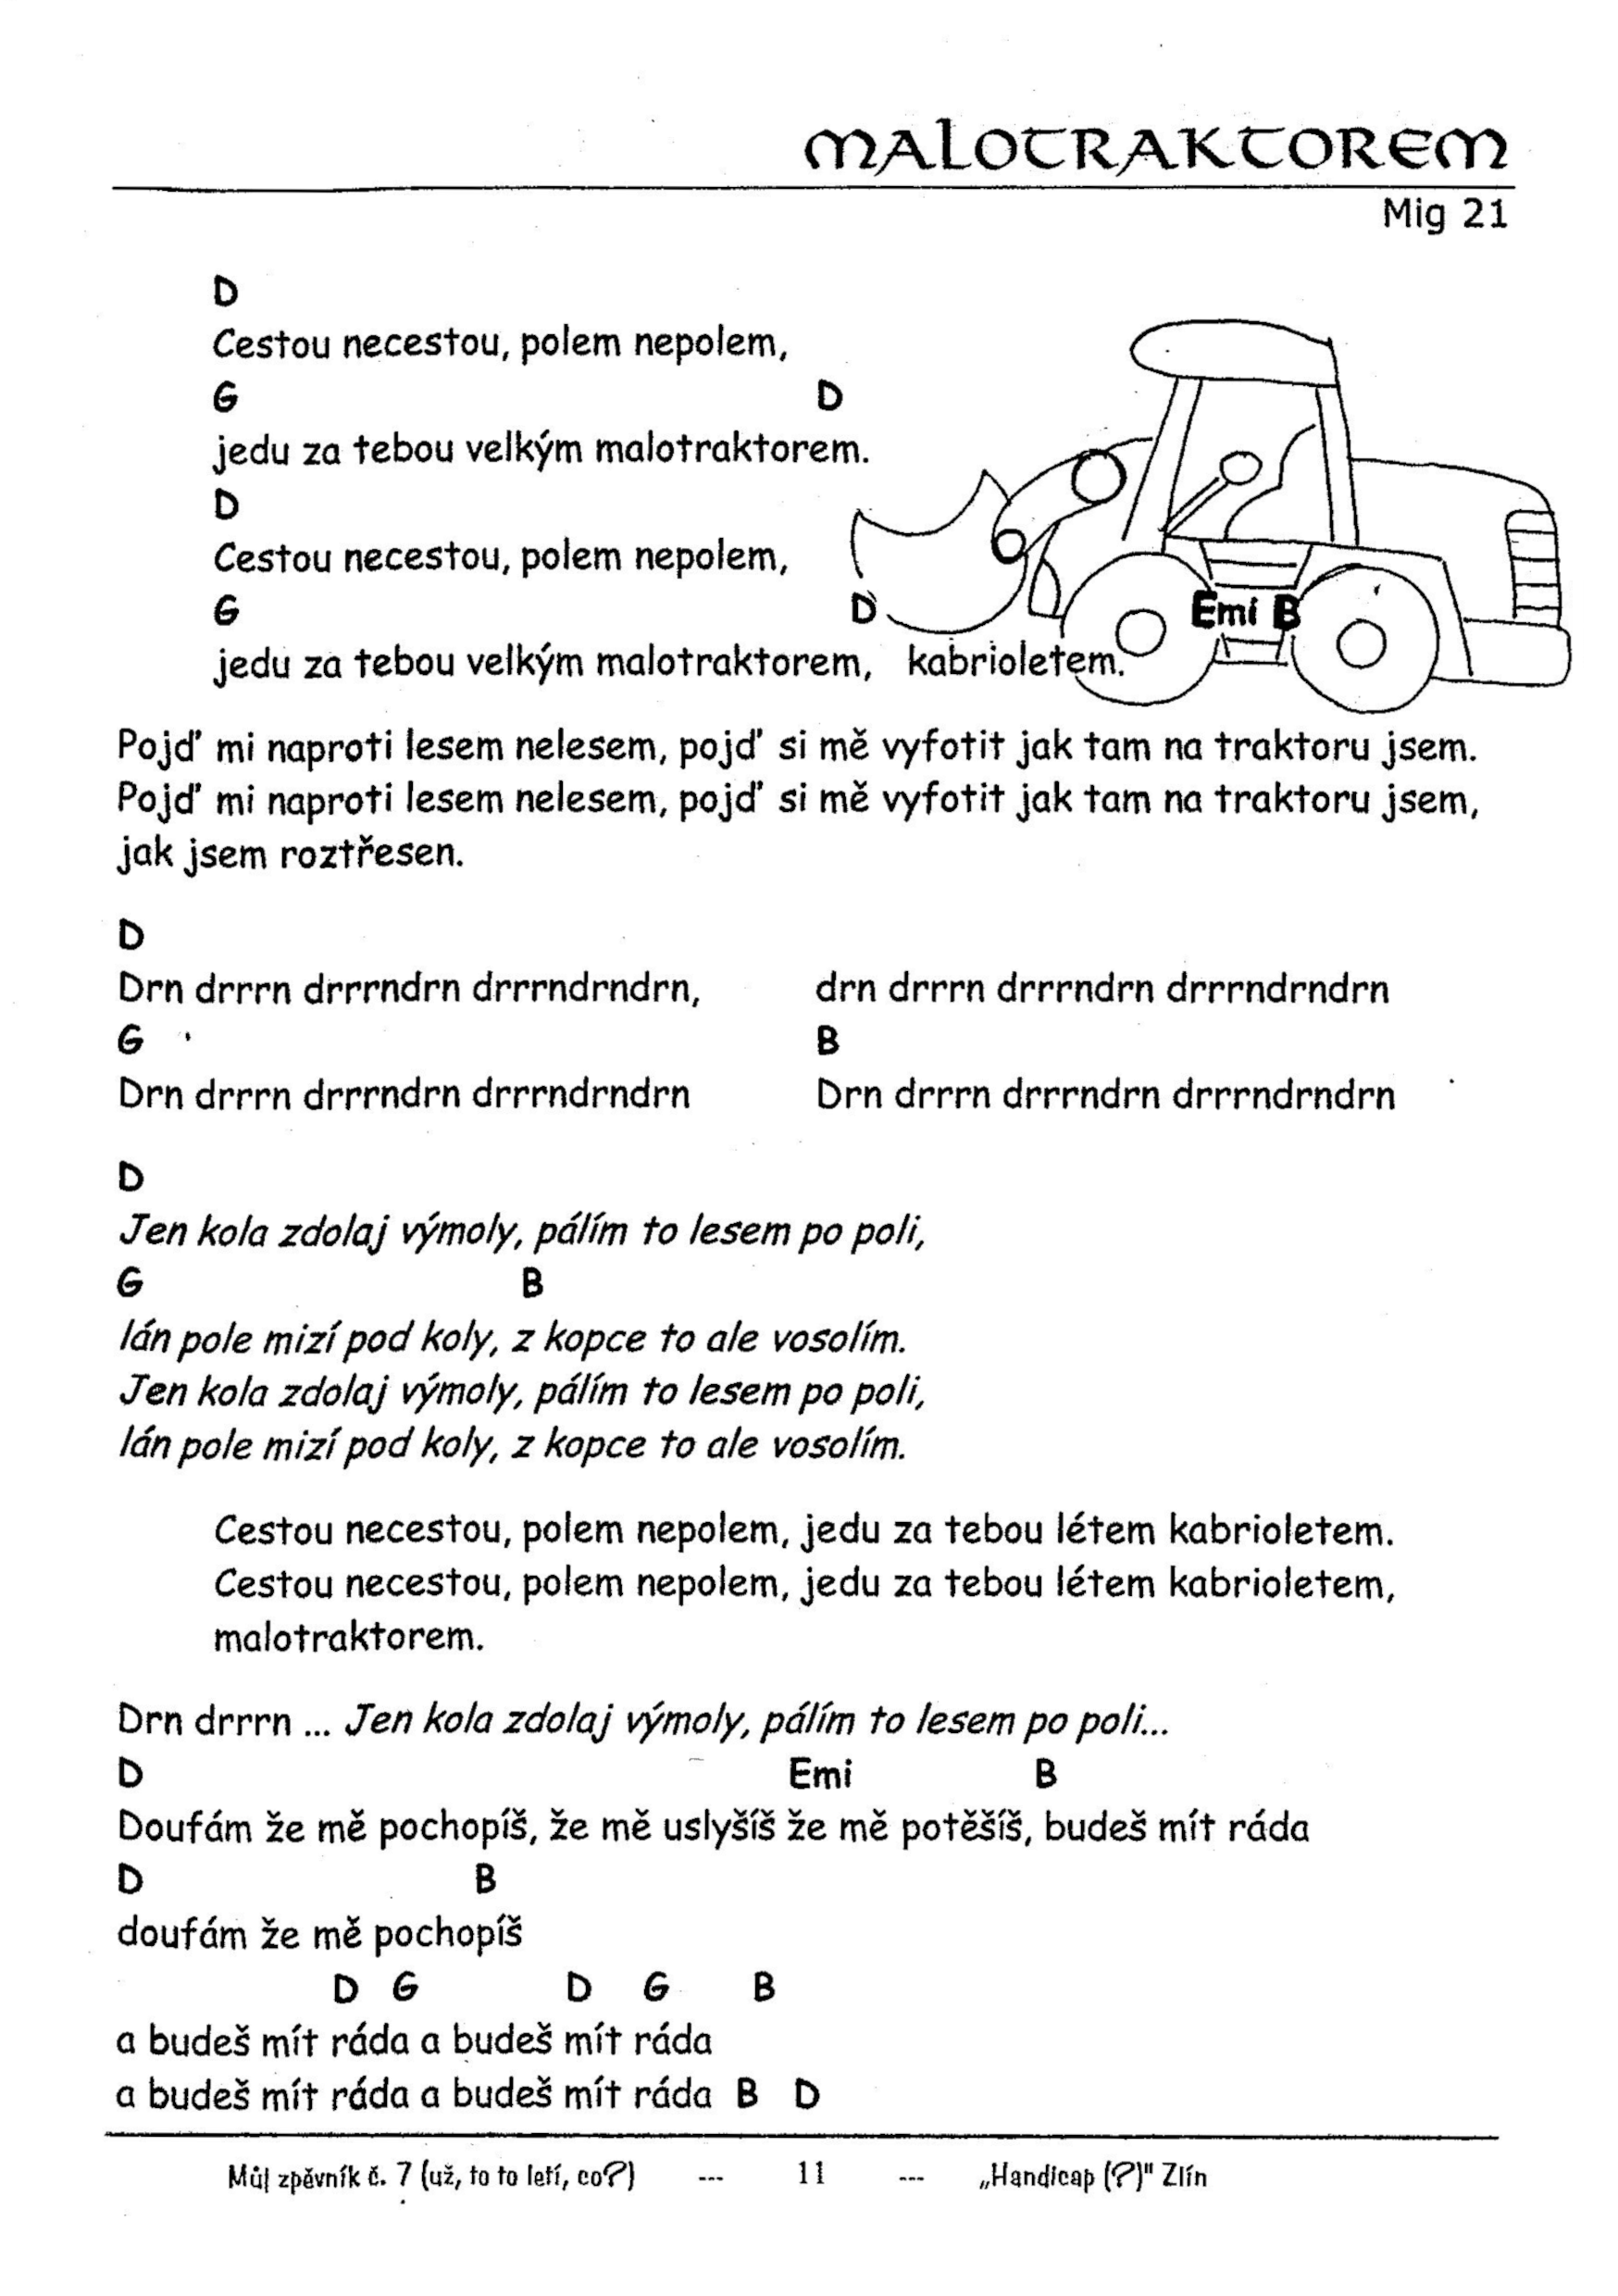 MALOTRAKTOREM
Mig 21
D
Cestou necestou, polem nepolem,
G D
jedu za tebou velkým malotraktorem.
D
Cestou necestou, polem nepolem,
G D Emi B
jedu za tebou velkým malotraktorem, kabrioletem.
Pojď mi naproti lesem nelesem, pojď si mě vyfotit jak tam na traktoru jsem.
Pojď mi naproti lesem nelesem, pojď si mě vyfotit jak tam na traktoru jsem,
jak jsem roztřesen.
D
Drn drrrn drrrndrn drrrndrndrn, drn drrrn drrrndrn drrrndrndrn
G B
Drn drrrn drrrndrn drrrndrndrn Drn drrrn drrrndrn drrrndrndrn
D
Jen kola zdolaj výmoly, pálím to lesem po poli,
G B
lán pole mizí pod koly, z kopce to ale vosolím.
Jen kola zdolaj výmoly, pálím to lesem po poli,
lán pole mizí pod koly, z kopce to ale vosolím.
Cestou necestou, polem nepolem, jedu za tebou létem kabrioletem.
Cestou necestou, polem nepolem, jedu za tebou létem kabrioletem,
malotraktorem.
Drn drrrn ... Jen kola zdolaj výmoly, pálím to lesem po poli...
D Emi B
Doufám že mě pochopíš, že mě uslyšíš že mě potěšíš, budeš mít ráda
D B
doufám že mě pochopíš
D G D G B
a budeš mít ráda a budeš mít ráda
a budeš mít ráda a budeš mít ráda B D
Můj zpěvník č. 7 (už, to to letí, co?) --- 11 --- „Handicap (?)" Zlín